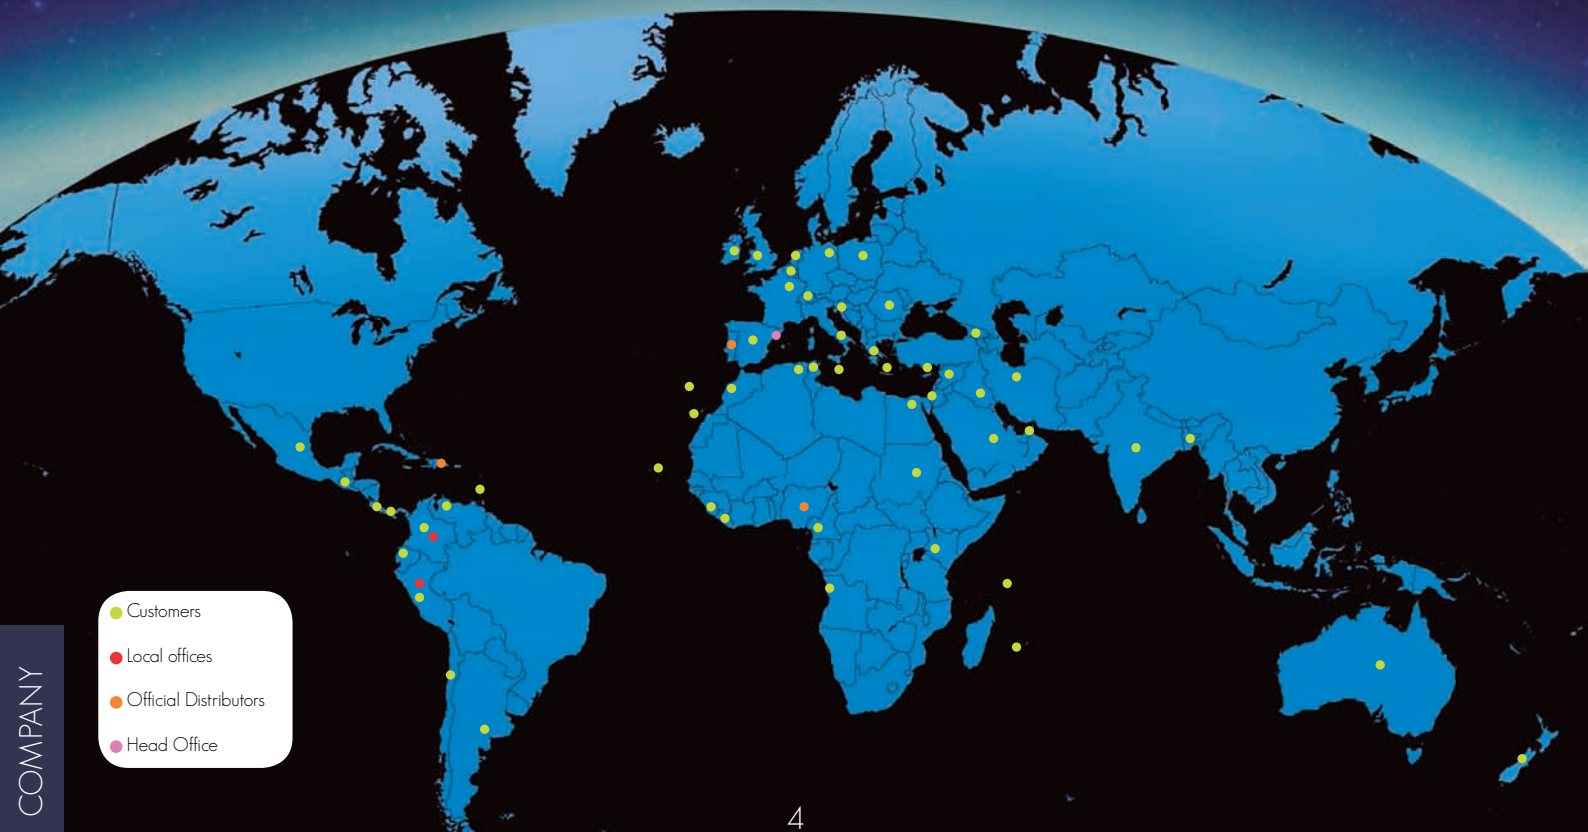 Customers
Local offices
Official Distributors
Head Office
COMPANY
4